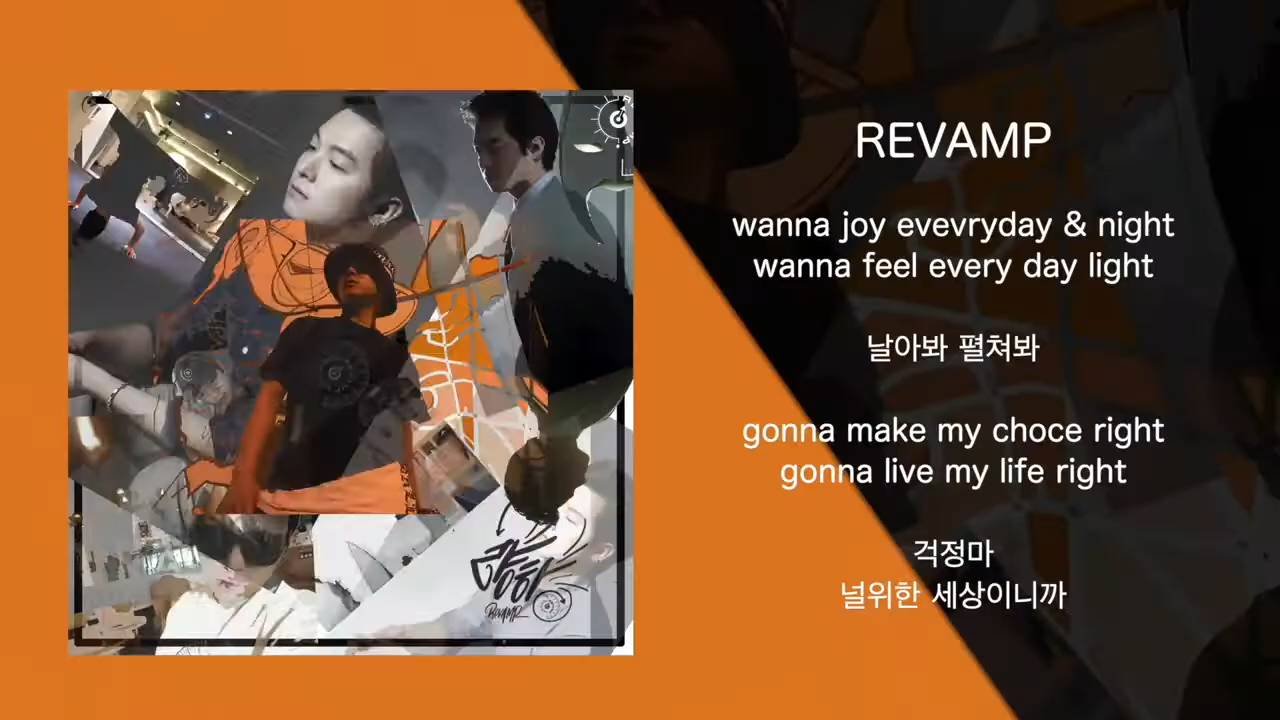 REVAMP
wanna joy evevryday & night
wanna feel every day light
날아봐 펼쳐봐
gonna make my choce right
gonna live my life right
걱정마
널위한 세상이니까
REVAMP